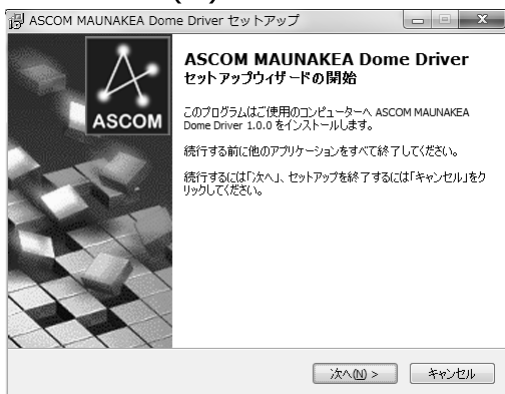 ASCOM MAUNAKEA Dome Driver セットアップ
ASCOM
ASCOM MAUNAKEA Dome Driver
セットアップウィザードの開始
このプログラムはご使用のコンピューターへ ASCOM MAUNAKEA
Dome Driver 1.0.0 をインストールします。
続行する前に他のアプリケーションをすべて終了してください。
続行するには「次へ」、セットアップを終了するには「キャンセル」をク
リックしてください。
次へ(N) >
キャンセル